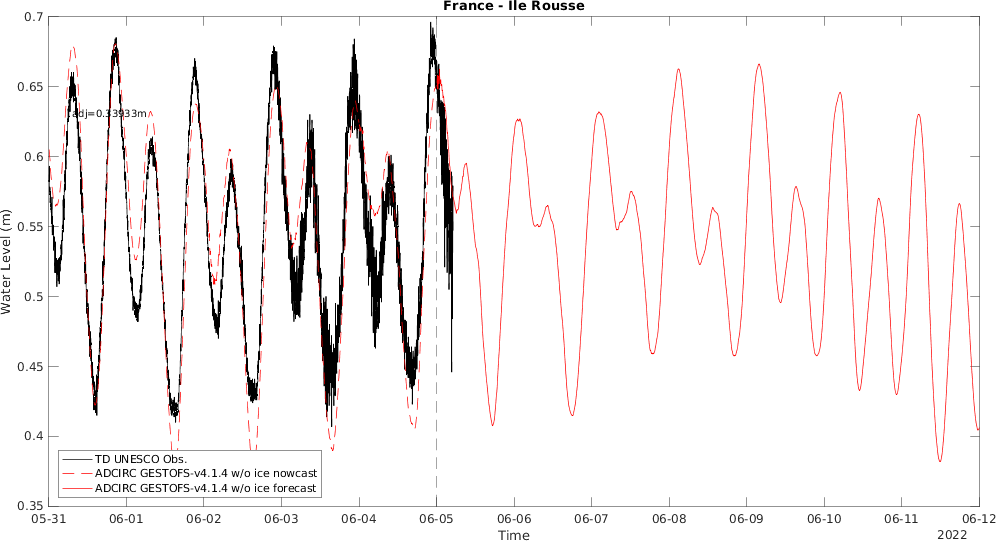 France - Ile Rousse
0.7
0.65
0.6
0.55
0.5
0.45
0.4
0.35
Water Level (m)
adj=0.33933m
TD UNESCO Obs.
ADCIRC GESTOFS-v4.1.4 w/o ice nowcast
ADCIRC GESTOFS-v4.1.4 w/o ice forecast
05-31 06-01 06-02 06-03 06-04 06-05 06-06 06-07 06-08 06-09 06-10 06-11 06-12
Time
2022